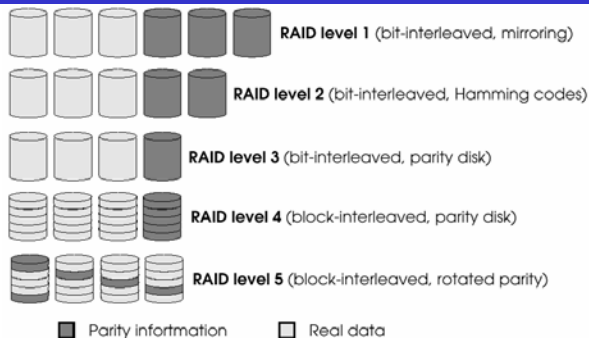 RAID level 1 (bit-interleaved, mirroring)
RAID level 2 (bit-interleaved, Hamming codes)
RAID level 3 (bit-interleaved, parity disk)
RAID level 4 (block-interleaved, parity disk)
RAID level 5 (block-interleaved, rotated parity)
Parity infortmation Real data